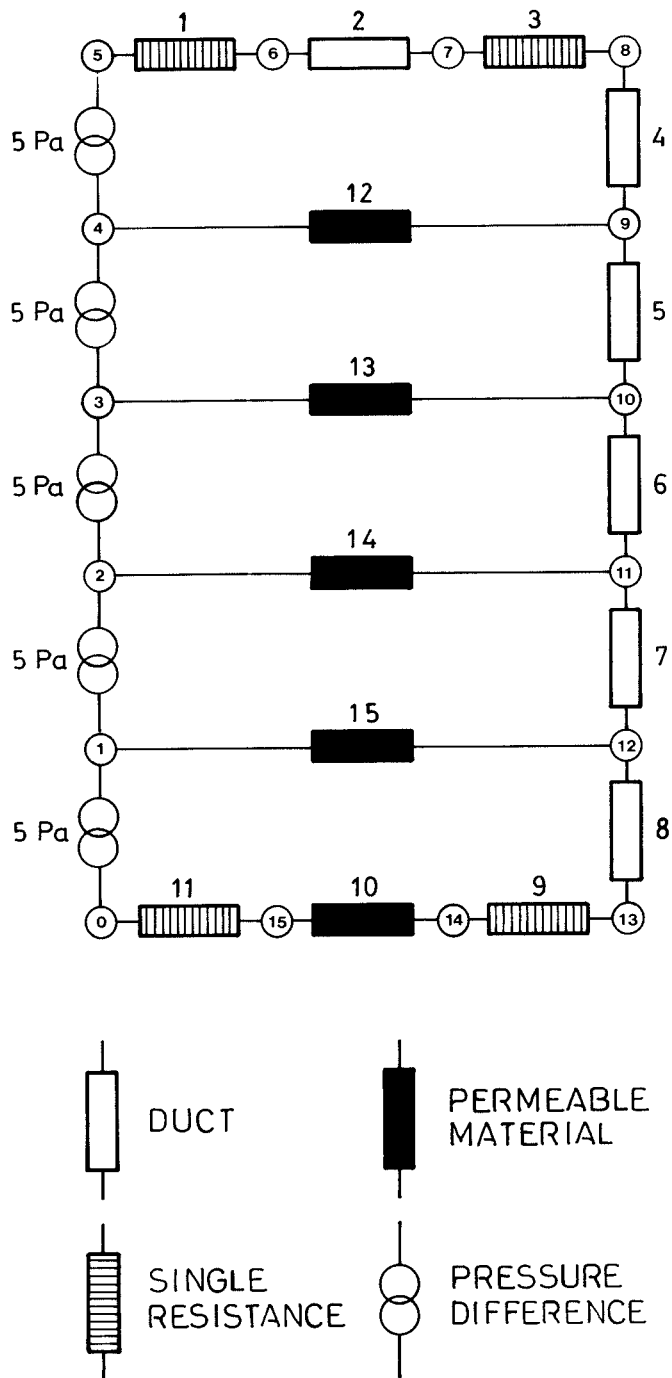 1 2 3
5 6 7 8
5 Pa 4
12
4 9
5 Pa 5
13
3 10
5 Pa 6
14
2 11
5 Pa 7
15
1 12
5 Pa 8
11 10 9
0 15 14 13
DUCT
PERMEABLE
MATERIAL
SINGLE
RESISTANCE
PRESSURE
DIFFERENCE